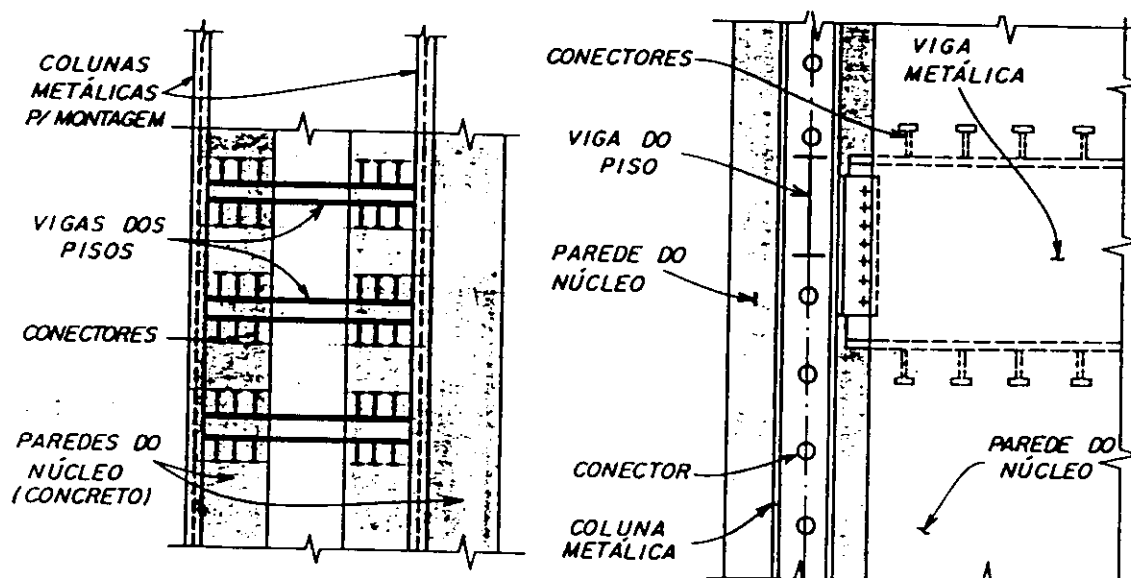 COLUNAS
METÁLICAS
P/ MONTAGEM
VIGAS DOS
PISOS
CONECTORES
PAREDES DO
NÚCLEO
(CONCRETO)
CONECTORES
VIGA
METÁLICA
VIGA DO
PISO
PAREDE DO
NÚCLEO
CONECTOR
COLUNA
METÁLICA
PAREDE DO
NÚCLEO